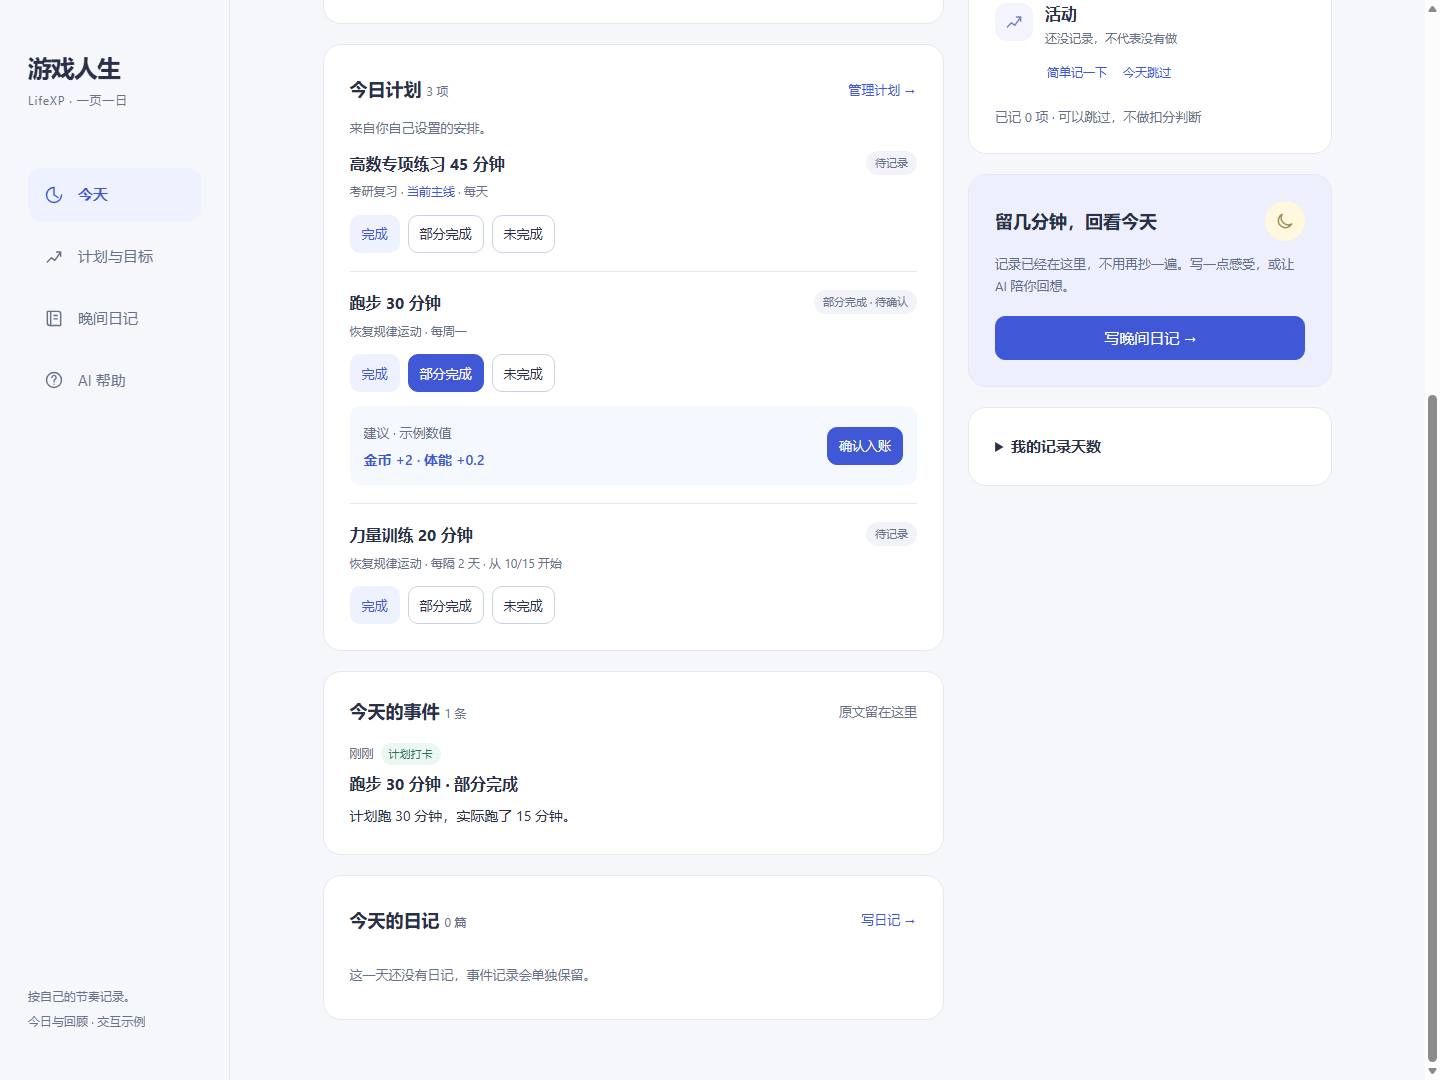 游戏人生
LifeXP · 一页一日
今天
计划与目标
晚间日记
AI 帮助
按自己的节奏记录。
今日与回顾 · 交互示例
今日计划 3 项
管理计划 →
来自你自己设置的安排。
高数专项练习 45 分钟
待记录
考研复习 · 当前主线 · 每天
完成
部分完成
未完成
跑步 30 分钟
部分完成 · 待确认
恢复规律运动 · 每周一
完成
部分完成
未完成
建议 · 示例数值
金币 +2 · 体能 +0.2
确认入账
力量训练 20 分钟
待记录
恢复规律运动 · 每隔 2 天 · 从 10/15 开始
完成
部分完成
未完成
今天的事件 1 条
原文留在这里
刚刚
计划打卡
跑步 30 分钟 · 部分完成
计划跑 30 分钟，实际跑了 15 分钟。
今天的日记 0 篇
写日记 →
这一天还没有日记，事件记录会单独保留。
活动
还没记录，不代表没有做
简单记一下
今天跳过
已记 0 项 · 可以跳过，不做扣分判断
留几分钟，回看今天
记录已经在这里，不用再抄一遍。写一点感受，或让
AI 陪你回想。
写晚间日记 →
我的记录天数